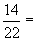 14/22 =